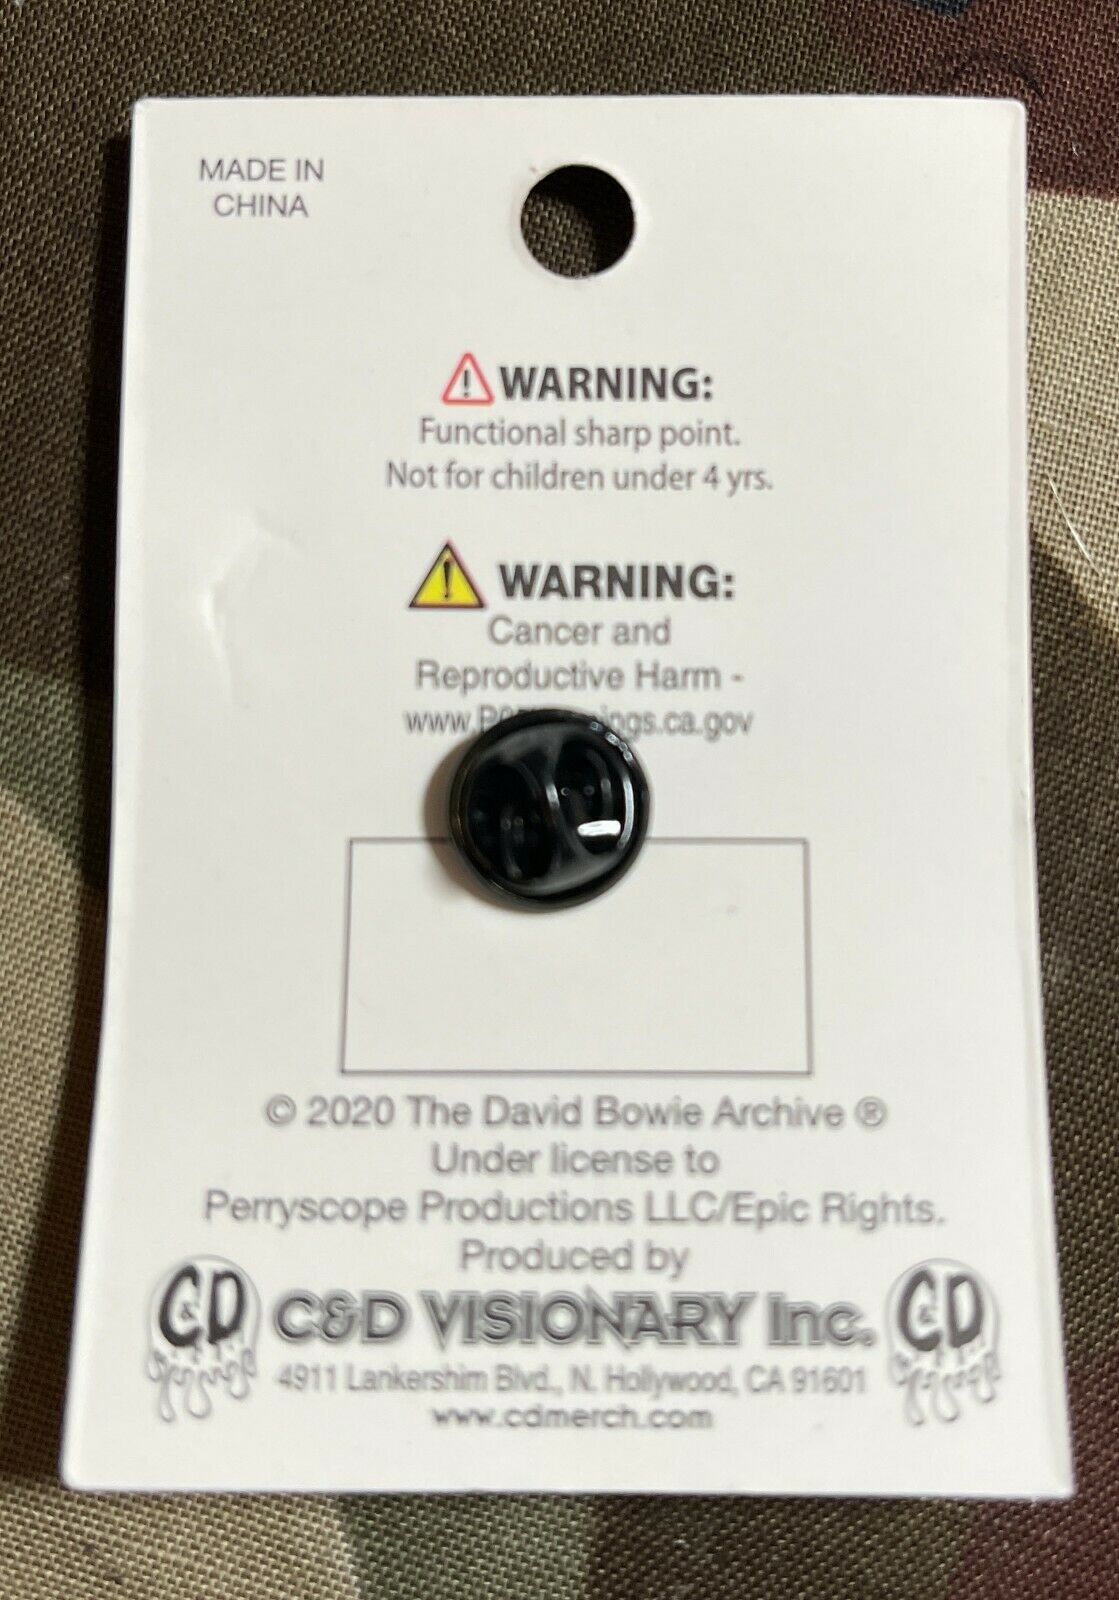 MADE IN
CHINA
WARNING:
Functional sharp point.
Not for children under 4 yrs.
WARNING:
Cancer and
Reproductive Harm -
© 2020 The David Bowie Archive ®
Under license to
Perryscope Productions LLC/Epic Rights.
Produced by
C&D C&D VISIONARY Inc. C&D
4911 Lankershim Blvd., N. Hollywood, CA 91601
www.cdmerch.com